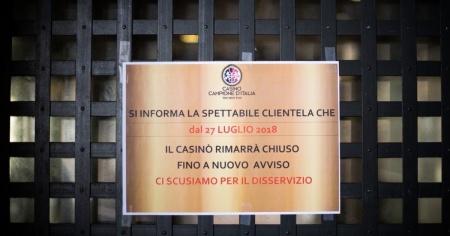 CASINÒ
CAMPIONE D'ITALIA
SI INFORMA LA SPETTABILE CLIENTELA CHE
dal 27 LUGLIO 2018
IL CASINÒ RIMARRÀ CHIUSO
FINO A NUOVO AVVISO
CI SCUSIAMO PER IL DISSERVIZIO